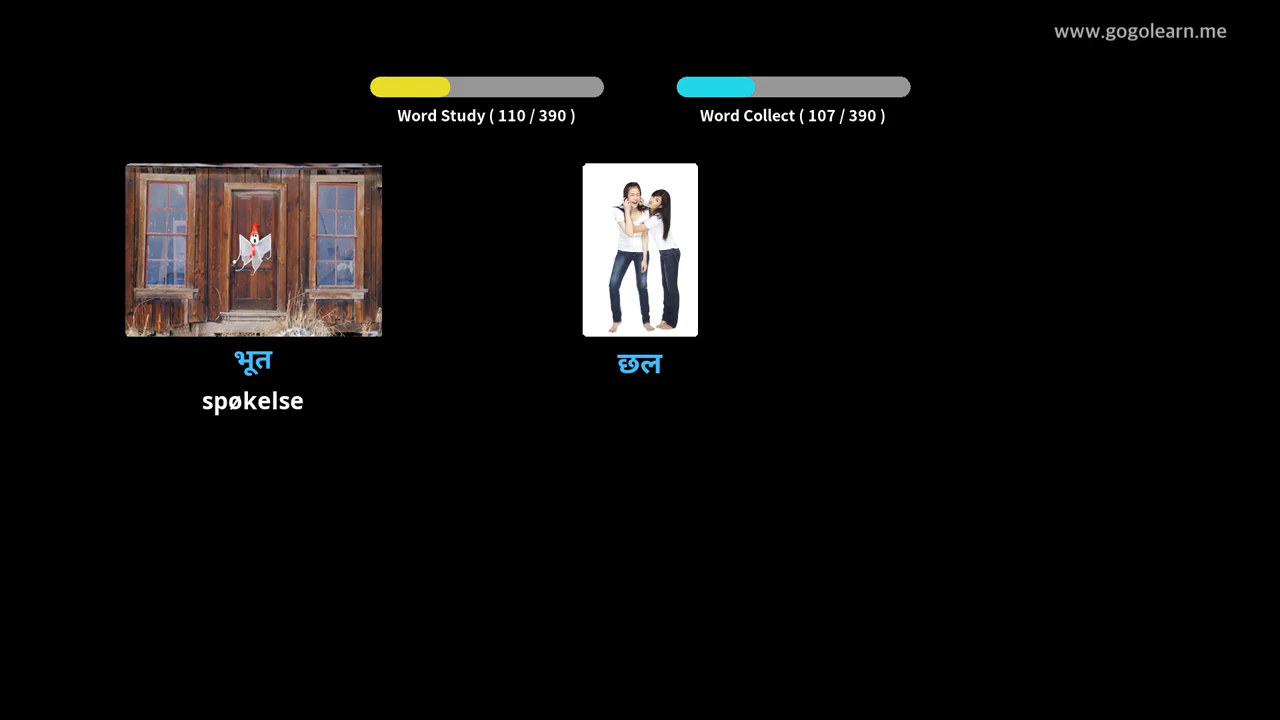 www.gogolearn.me
Word Study ( 110 / 390 )
Word Collect ( 107 / 390 )
भूत
spøkelse
छल